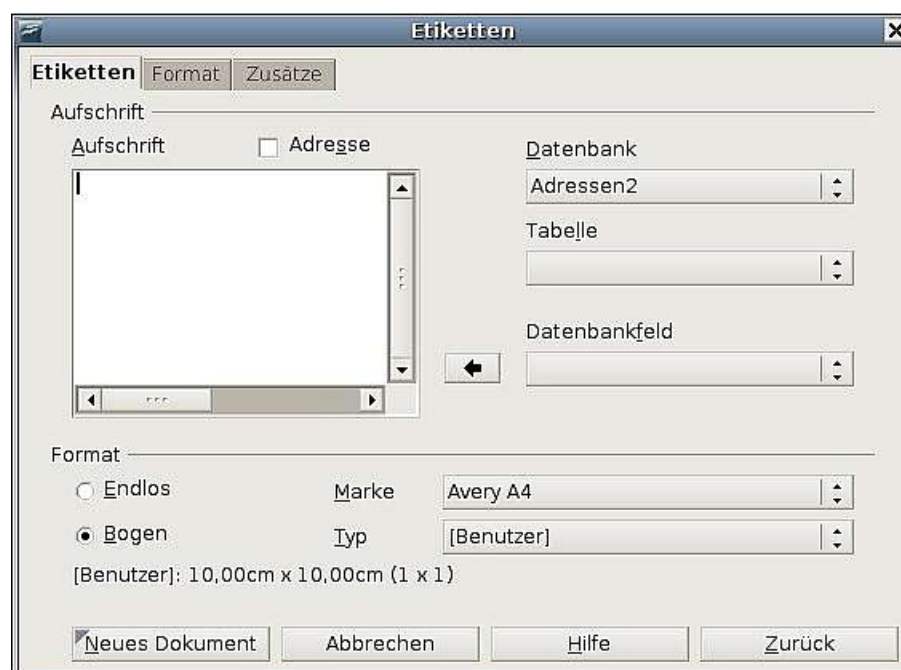 Etiketten
Etiketten Format Zusätze
Aufschrift
Aufschrift Adresse
Datenbank
Adressen2
Tabelle
Datenbankfeld
Format
Endlos Marke Avery A4
Bogen Typ [Benutzer]
[Benutzer]: 10,00cm x 10,00cm (1 x 1)
Neues Dokument Abbrechen Hilfe Zurück